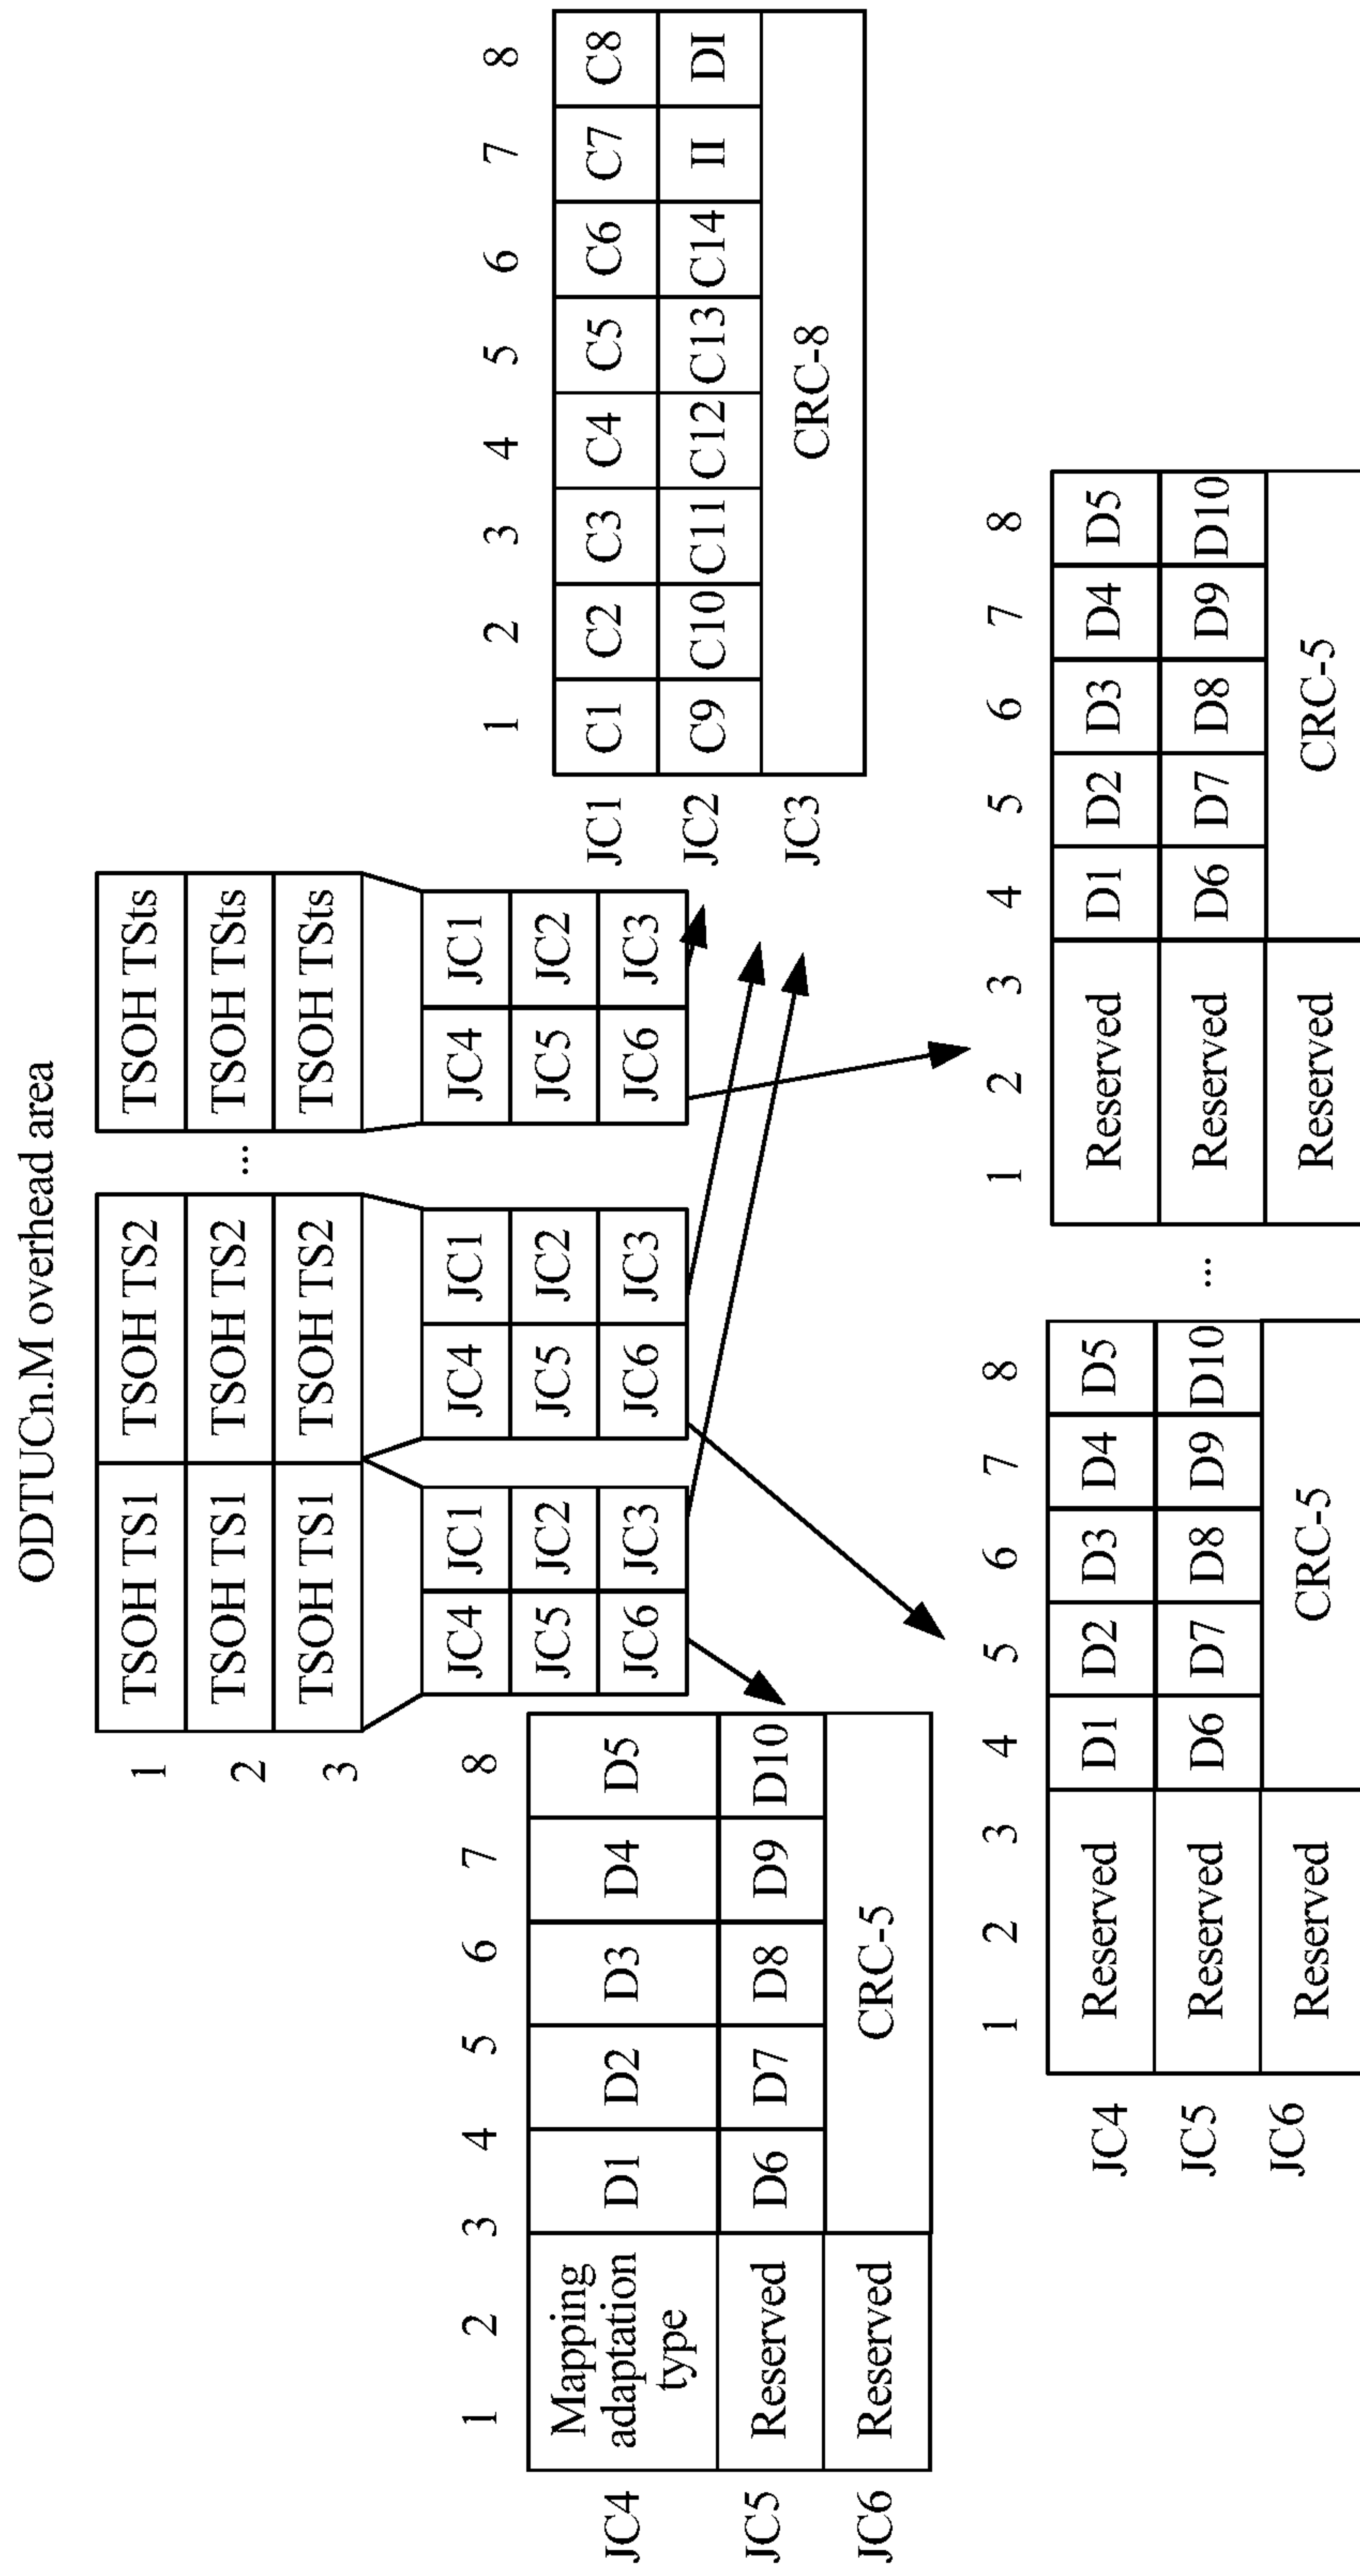 ODTUCn.M overhead area
1 TSOH TS1 TSOH TS2 TSOH TSts
2 TSOH TS1 TSOH TS2 ... TSOH TSts
3 TSOH TS1 TSOH TS2 TSOH TSts
JC4 JC1 JC4 JC1 JC4 JC1
JC5 JC2 JC5 JC2 JC5 JC2
JC6 JC3 JC6 JC3 JC6 JC3
1 2 3 4 5 6 7 8
JC4 Mapping adaptation type D1 D2 D3 D4 D5
JC5 Reserved D6 D7 D8 D9 D10
JC6 Reserved CRC-5
1 2 3 4 5 6 7 8
JC1 C1 C2 C3 C4 C5 C6 C7 C8
JC2 C9 C10 C11 C12 C13 C14 II DI
JC3 CRC-8
1 2 3 4 5 6 7 8
JC4 Reserved D1 D2 D3 D4 D5
JC5 Reserved D6 D7 D8 D9 D10
JC6 Reserved CRC-5
...
1 2 3 4 5 6 7 8
Reserved D1 D2 D3 D4 D5
Reserved D6 D7 D8 D9 D10
Reserved CRC-5